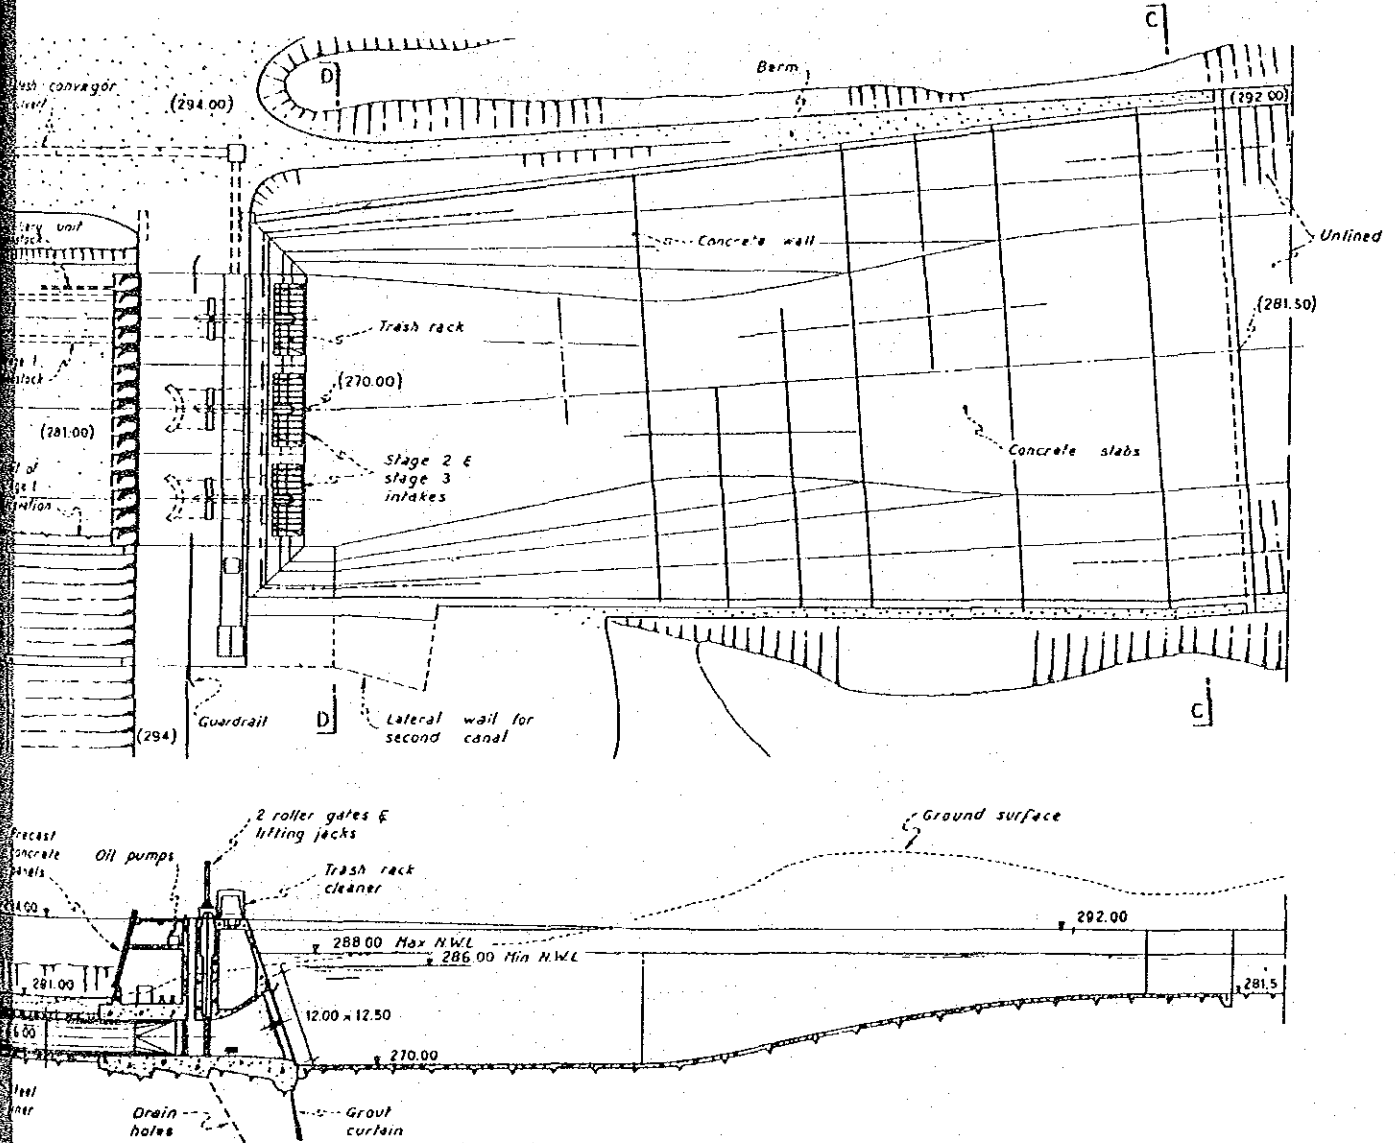 C
D
Berm
conveyor
(294.00)
(292.00)
unit
Concrete wall
Unlined
(281.50)
Trash rack
(270.00)
(281.00)
Stage 2 &
stage 3
intakes
Concrete slabs
of
Guardrail
D
Lateral wall for
second canal
C
(294)
2 roller gates &
lifting jacks
Ground surface
Oil pumps
Trash rack
cleaner
292.00
288.00 Max N.W.L
286.00 Min N.W.L
281.00
281.5
12.00 x 12.50
270.00
Drain
holes
Grout
curtain